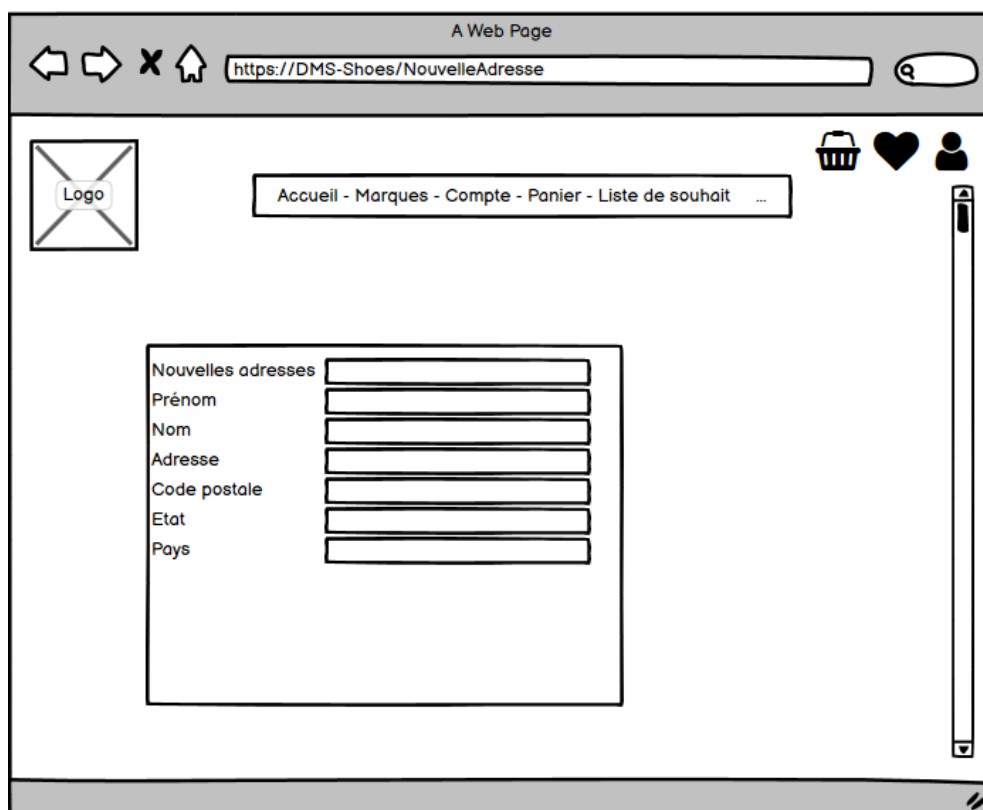 A Web Page
https://DMS-Shoes/NouvelleAdresse
Logo
Accueil - Marques - Compte - Panier - Liste de souhait ...
Nouvelles adresses
Prénom
Nom
Adresse
Code postale
Etat
Pays